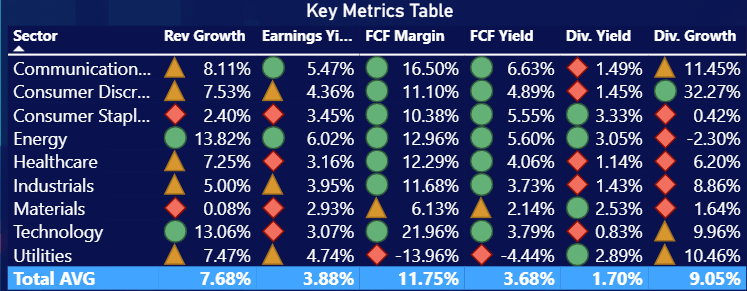 Key Metrics Table
Sector Rev Growth Earnings Yi... FCF Margin FCF Yield Div. Yield Div. Growth
Communication... 8.11% 5.47% 16.50% 6.63% 1.49% 11.45%
Consumer Discr... 7.53% 4.36% 11.10% 4.89% 1.45% 32.27%
Consumer Stapl... 2.40% 3.45% 10.38% 5.55% 3.33% 0.42%
Energy 13.82% 6.02% 12.96% 5.60% 3.05% -2.30%
Healthcare 7.25% 3.16% 12.29% 4.06% 1.14% 6.20%
Industrials 5.00% 3.95% 11.68% 3.73% 1.43% 8.86%
Materials 0.08% 2.93% 6.13% 2.14% 2.53% 1.64%
Technology 13.06% 3.07% 21.96% 3.79% 0.83% 9.96%
Utilities 7.47% 4.74% -13.96% -4.44% 2.89% 10.46%
Total AVG 7.68% 3.88% 11.75% 3.68% 1.70% 9.05%